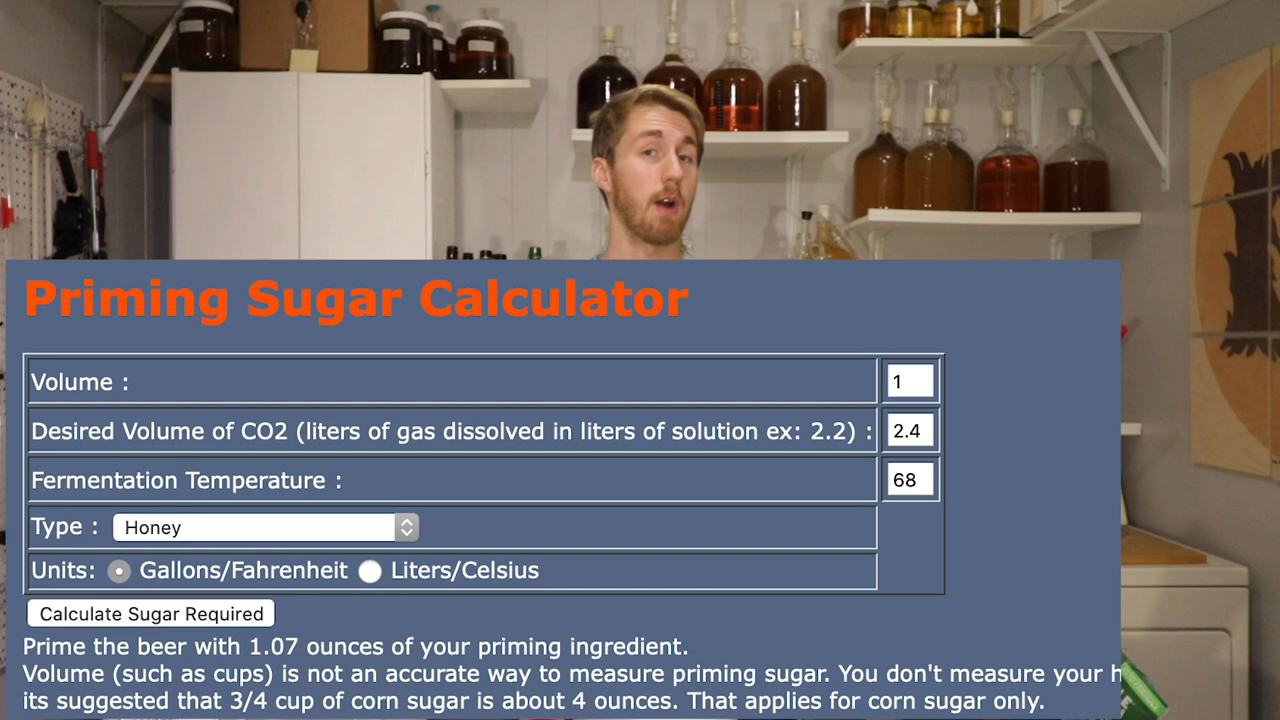 Priming Sugar Calculator
Volume : 1
Desired Volume of CO2 (liters of gas dissolved in liters of solution ex: 2.2) : 2.4
Fermentation Temperature : 68
Type : Honey
Units: Gallons/Fahrenheit Liters/Celsius
Calculate Sugar Required
Prime the beer with 1.07 ounces of your priming ingredient.
Volume (such as cups) is not an accurate way to measure priming sugar. You don't measure your h
its suggested that 3/4 cup of corn sugar is about 4 ounces. That applies for corn sugar only.